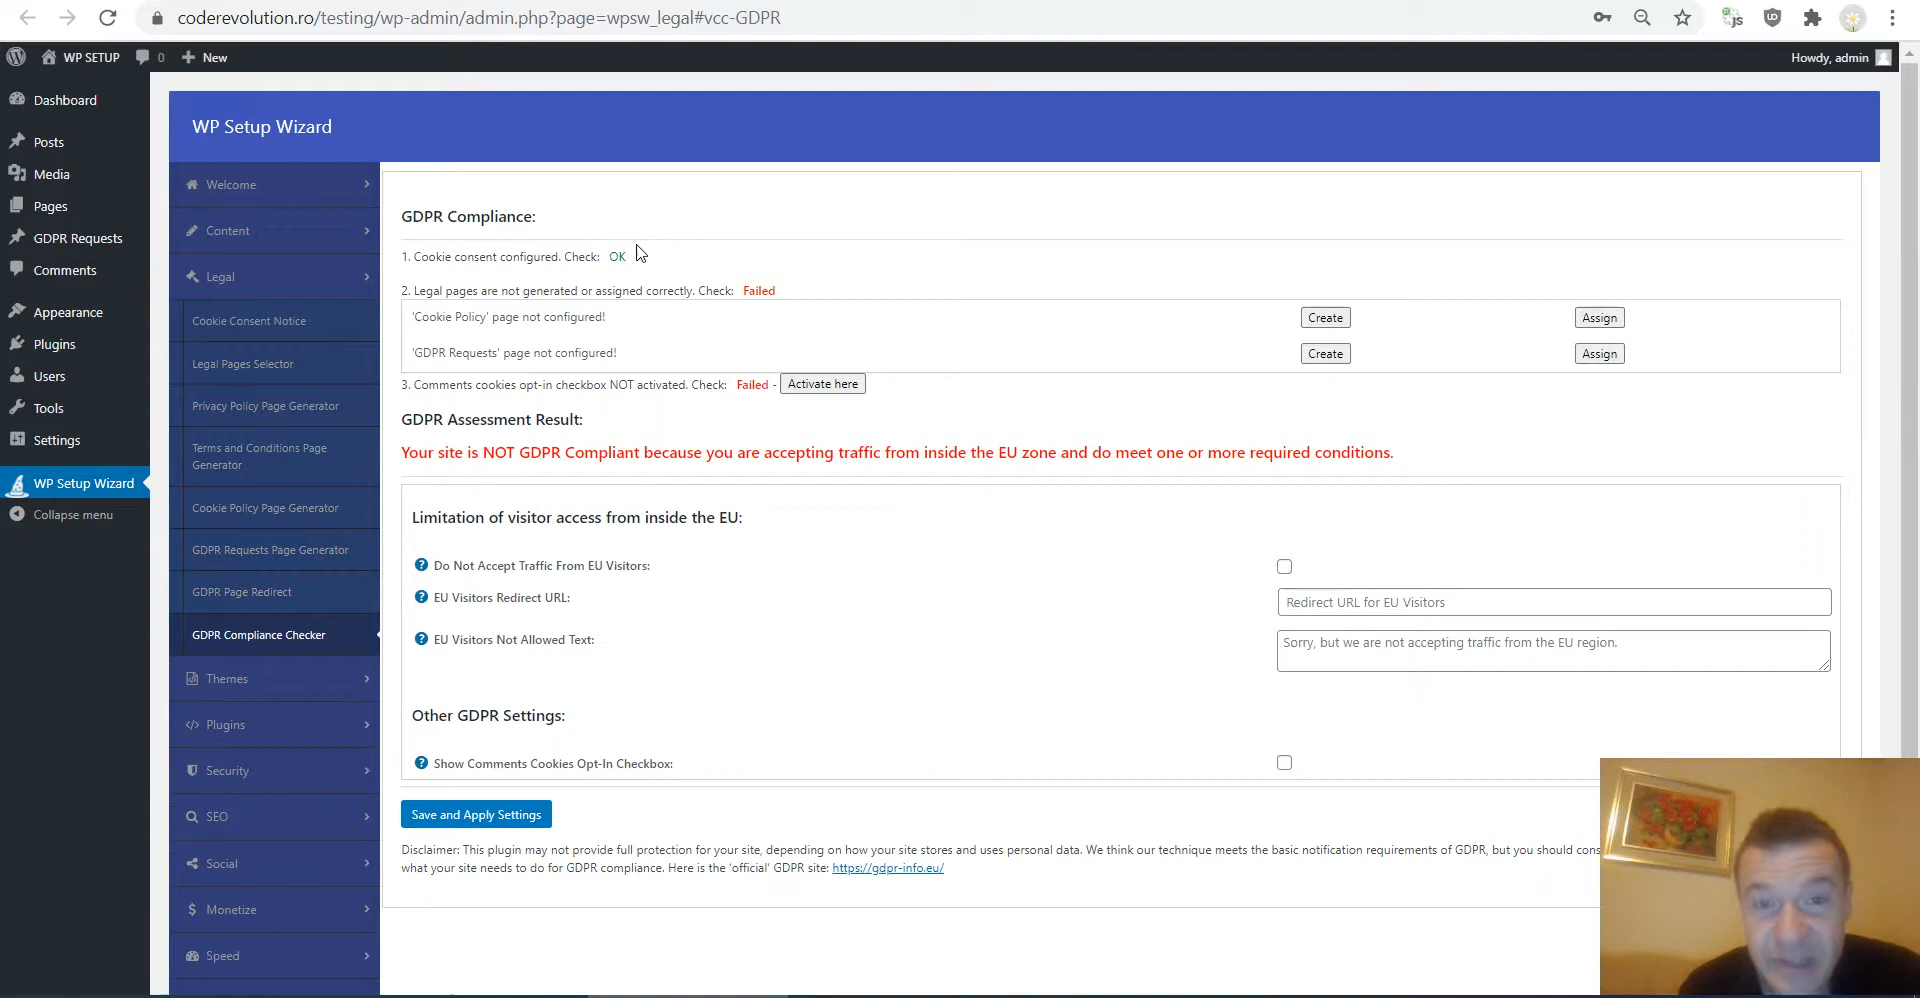 coderevolution.ro/testing/wp-admin/admin.php?page=wpsw_legal#vcc-GDPR
WP SETUP
0
New
Howdy, admin
Dashboard
Posts
Media
Pages
GDPR Requests
Comments
Appearance
Plugins
Users
Tools
Settings
WP Setup Wizard
Collapse menu
WP Setup Wizard
Welcome
Content
Legal
Cookie Consent Notice
Legal Pages Selector
Privacy Policy Page Generator
Terms and Conditions Page
Generator
Cookie Policy Page Generator
GDPR Requests Page Generator
GDPR Page Redirect
GDPR Compliance Checker
Themes
Plugins
Security
SEO
Social
Monetize
Speed
GDPR Compliance:
1. Cookie consent configured. Check: OK
2. Legal pages are not generated or assigned correctly. Check: Failed
'Cookie Policy' page not configured! Create Assign
'GDPR Requests' page not configured! Create Assign
3. Comments cookies opt-in checkbox NOT activated. Check: Failed - Activate here
GDPR Assessment Result:
Your site is NOT GDPR Compliant because you are accepting traffic from inside the EU zone and do meet one or more required conditions.
Limitation of visitor access from inside the EU:
Do Not Accept Traffic From EU Visitors:
EU Visitors Redirect URL: Redirect URL for EU Visitors
EU Visitors Not Allowed Text: Sorry, but we are not accepting traffic from the EU region.
Other GDPR Settings:
Show Comments Cookies Opt-In Checkbox:
Save and Apply Settings
Disclaimer: This plugin may not provide full protection for your site, depending on how your site stores and uses personal data. We think our technique meets the basic notification requirements of GDPR, but you should
what your site needs to do for GDPR compliance. Here is the 'official' GDPR site: https://gdpr-info.eu/